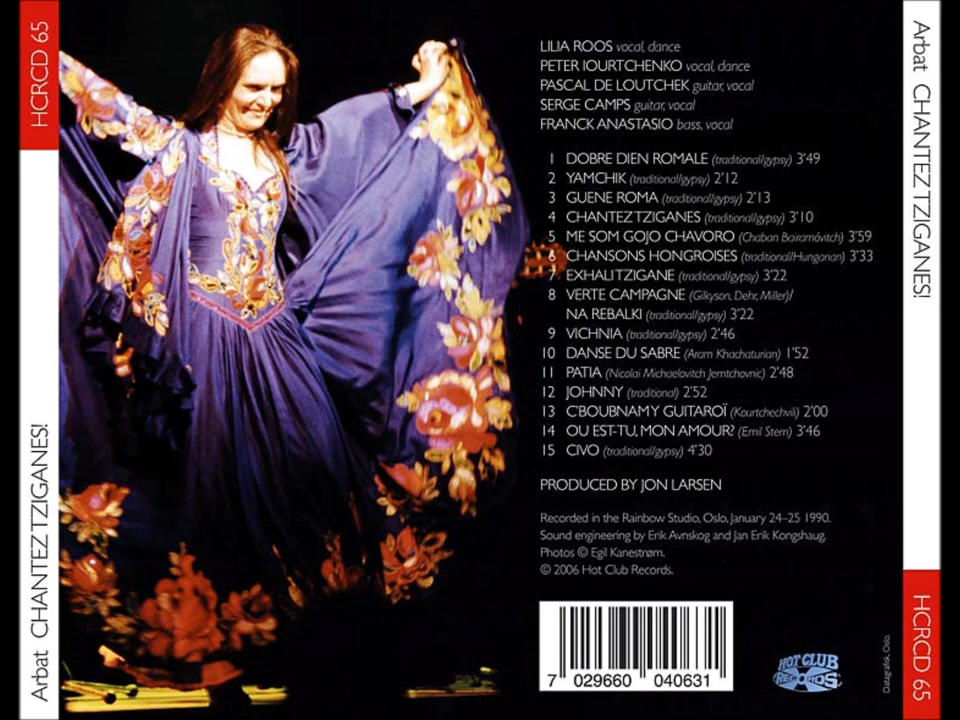 HCRCD 65
Arbat CHANTEZ TZIGANES!
LILIA ROOS vocal, dance
PETER IOURTCHENKO vocal, dance
PASCAL DE LOUTCHEK guitar, vocal
SERGE CAMPS guitar, vocal
FRANCK ANASTASIO bass, vocal
1 DOBRE DIEN ROMALE (traditional/gypsy) 3'49
2 YAMCHIK (traditional/gypsy) 2'12
3 GUENE ROMA (traditional/gypsy) 2'13
4 CHANTEZ TZIGANES (traditional/gypsy) 3'10
5 ME SOM GOJO CHAVORO (Chaban Bairamóvitch) 3'59
6 CHANSONS HONGROISES (traditional/Hungarian) 3'33
7 EXHALI TZIGANE (traditional/gypsy) 3'22
8 VERTE CAMPAGNE (Gilkyson, Dehr, Miller)/
NA REBALKI (traditional/gypsy) 3'22
9 VICHNIA (traditional/gypsy) 2'46
10 DANSE DU SABRE (Aram Khachaturian) 1'52
11 PATIA (Nicolai Michaelovitch Jemtchovnic) 2'48
12 JOHNNY (traditional) 2'52
13 C'BOUBNAMY GUITAROÏ (Kourtchechvili) 2'00
14 OU EST-TU, MON AMOUR? (Emil Stern) 3'46
15 CIVO (traditional/gypsy) 4'30
PRODUCED BY JON LARSEN
Recorded in the Rainbow Studio, Oslo, January 24–25 1990.
Sound engineering by Erik Avnskog and Jan Erik Kongshaug.
Photos © Egil Kanestrøm.
© 2006 Hot Club Records.
7 029660 040631
HOT CLUB
RECORDS
Datagrafisk, Oslo.
Arbat CHANTEZ TZIGANES!
HCRCD 65